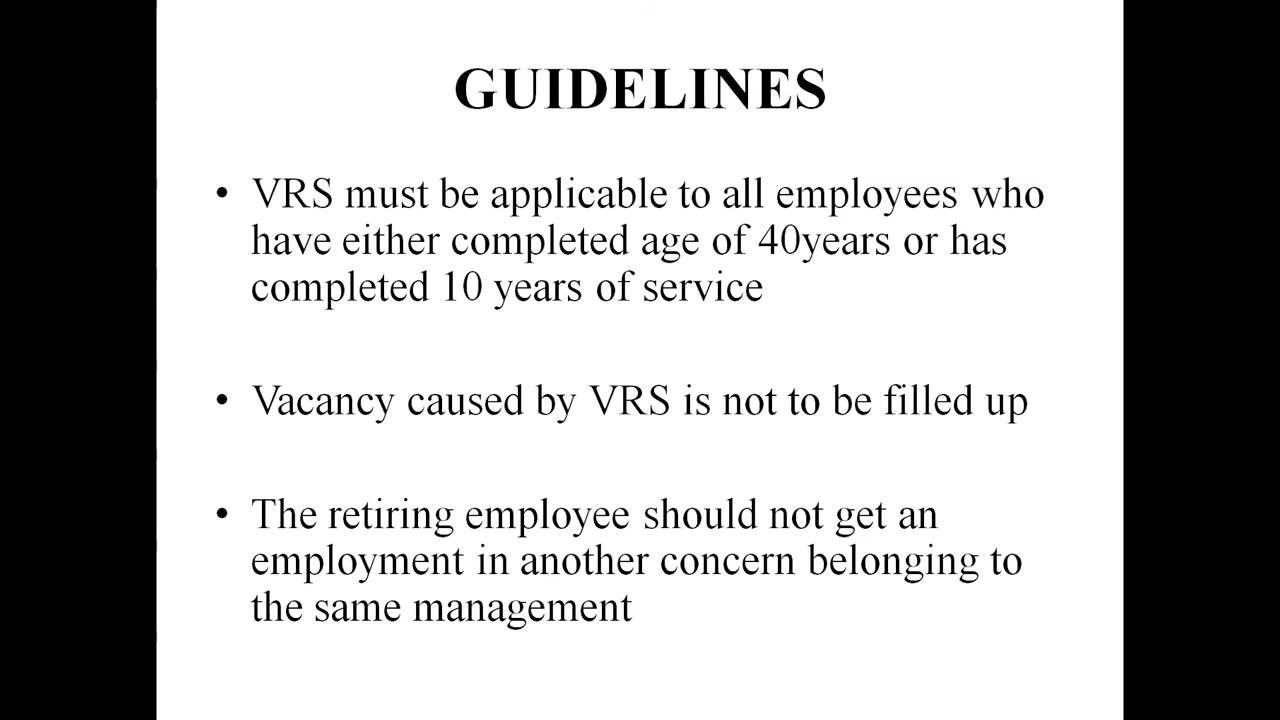 GUIDELINES
• VRS must be applicable to all employees who
have either completed age of 40years or has
completed 10 years of service
• Vacancy caused by VRS is not to be filled up
• The retiring employee should not get an
employment in another concern belonging to
the same management